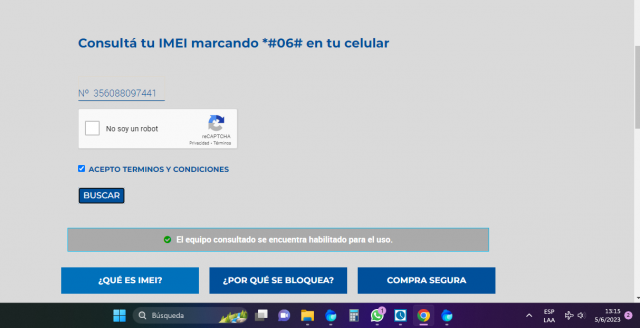 Consultá tu IMEI marcando *#06# en tu celular
Nº 356088097441
No soy un robot
reCAPTCHA
Privacidad - Términos
ACEPTO TERMINOS Y CONDICIONES
BUSCAR
El equipo consultado se encuentra habilitado para el uso.
¿QUÉ ES IMEI?
¿POR QUÉ SE BLOQUEA?
COMPRA SEGURA
Búsqueda
ESP
LAA
13:15
5/6/2023